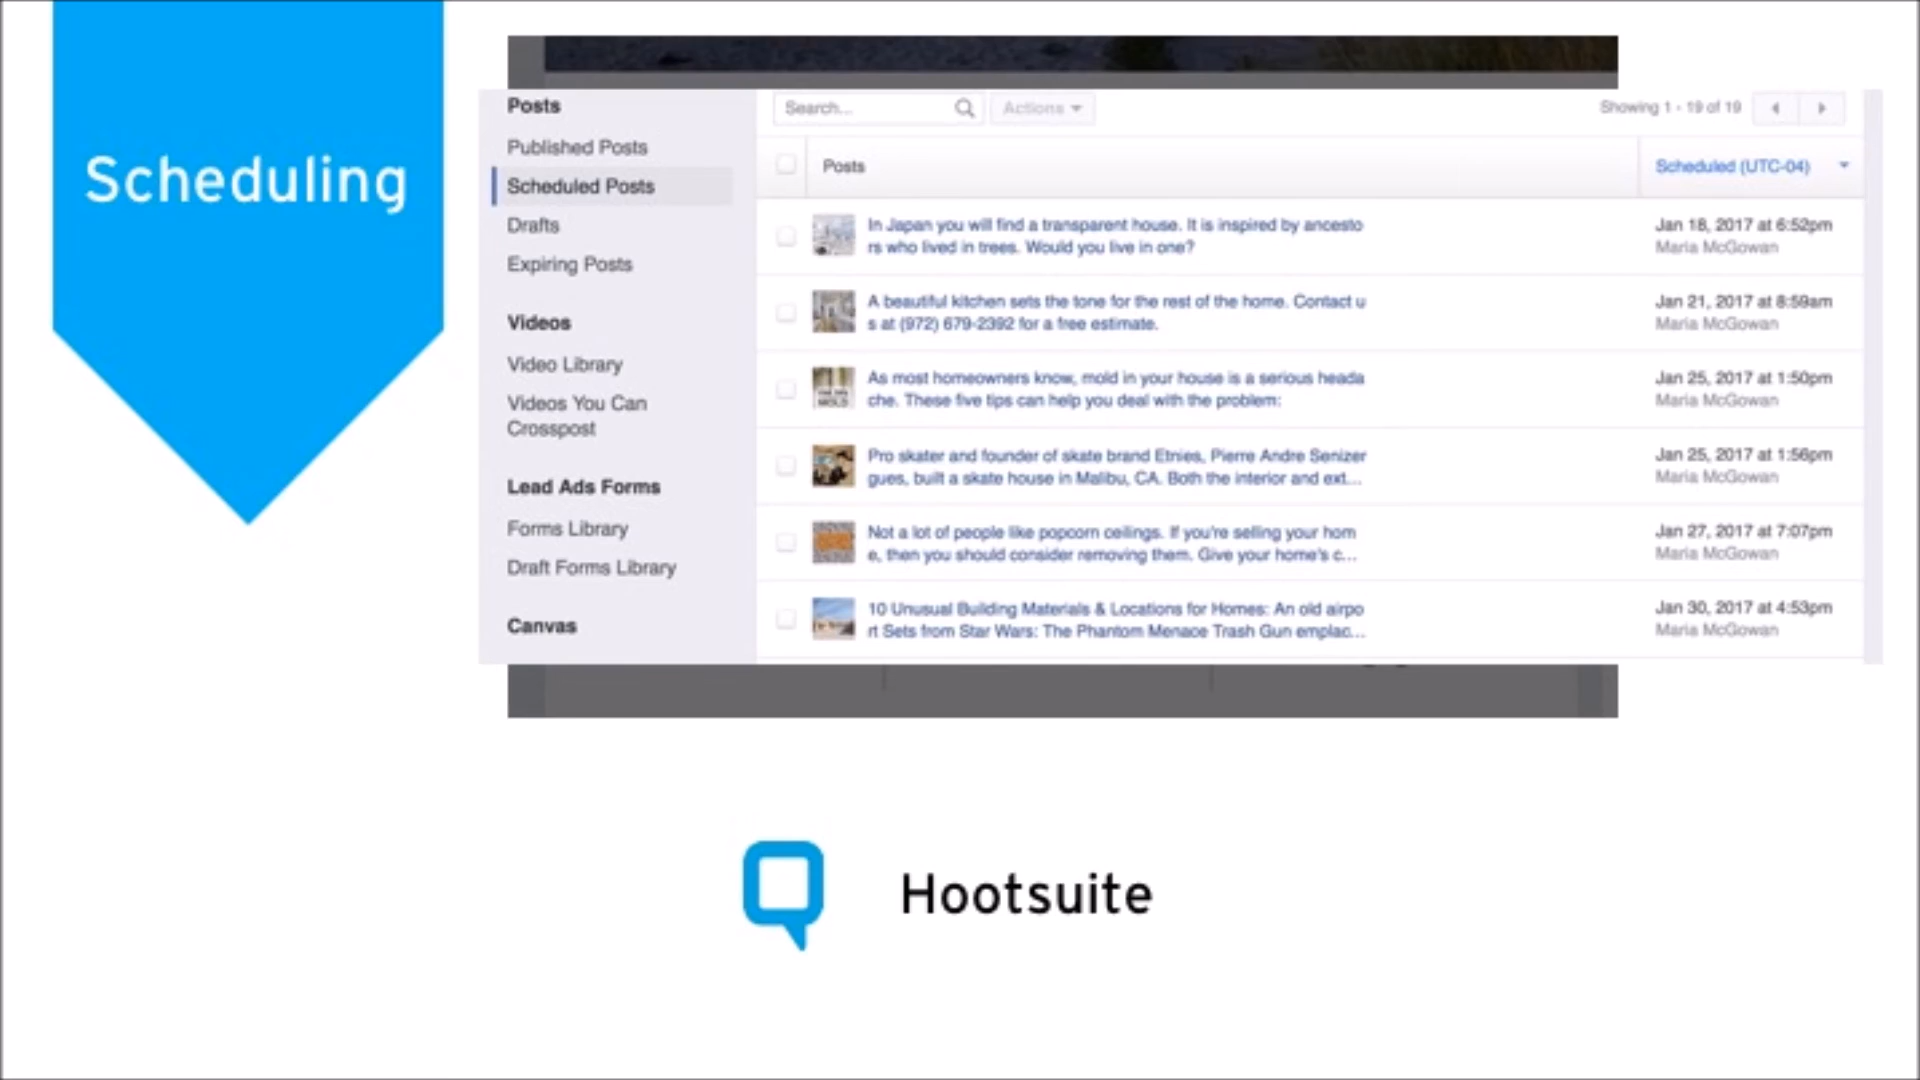 Scheduling
Posts
Published Posts
Scheduled Posts
Drafts
Expiring Posts
Videos
Video Library
Videos You Can
Crosspost
Lead Ads Forms
Forms Library
Draft Forms Library
Canvas
Search...
Actions
Showing 1 - 19 of 19
Posts
Scheduled (UTC-04)
In Japan you will find a transparent house. It is inspired by ancesto
rs who lived in trees. Would you live in one?
Jan 18, 2017 at 6:52pm
Maria McGowan
A beautiful kitchen sets the tone for the rest of the home. Contact u
s at (972) 679-2392 for a free estimate.
Jan 21, 2017 at 8:59am
Maria McGowan
As most homeowners know, mold in your house is a serious heada
che. These five tips can help you deal with the problem:
Jan 25, 2017 at 1:50pm
Maria McGowan
Pro skater and founder of skate brand Etnies, Pierre Andre Senizer
gues, built a skate house in Malibu, CA. Both the interior and ext...
Jan 25, 2017 at 1:56pm
Maria McGowan
Not a lot of people like popcorn ceilings. If you're selling your hom
e, then you should consider removing them. Give your home's c...
Jan 27, 2017 at 7:07pm
Maria McGowan
10 Unusual Building Materials & Locations for Homes: An old airpo
rt Sets from Star Wars: The Phantom Menace Trash Gun emplac...
Jan 30, 2017 at 4:53pm
Maria McGowan
Hootsuite